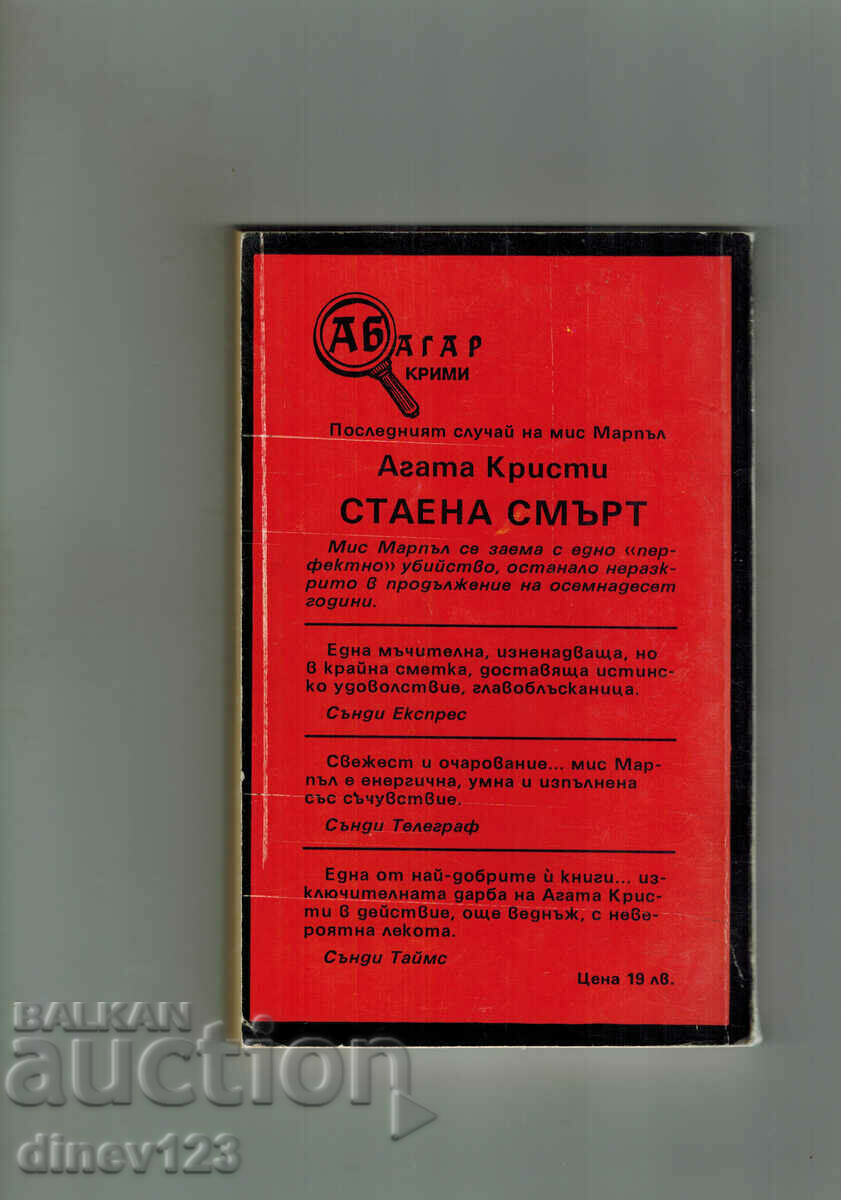 АБАГАР
КРИМИ
Последният случай на мис Марпъл
Агата Кристи
СТАЕНА СМЪРТ
Мис Марпъл се заема с едно «пер-
фектно» убийство, останало неразк-
рито в продължение на осемнадесет
години.
Една мъчителна, изненадваща, но
в крайна сметка, доставяща истинс-
ко удоволствие, главоблъсканица.
Сънди Експрес
Свежест и очарование... мис Мар-
пъл е енергична, умна и изпълнена
със съчувствие.
Сънди Телеграф
Една от най-добрите ѝ книги... из-
ключителната дарба на Агата Крис-
ти в действие, още веднъж, с неве-
роятна лекота.
Сънди Таймс
Цена 19 лв.
BALKAN
auction
dinev123